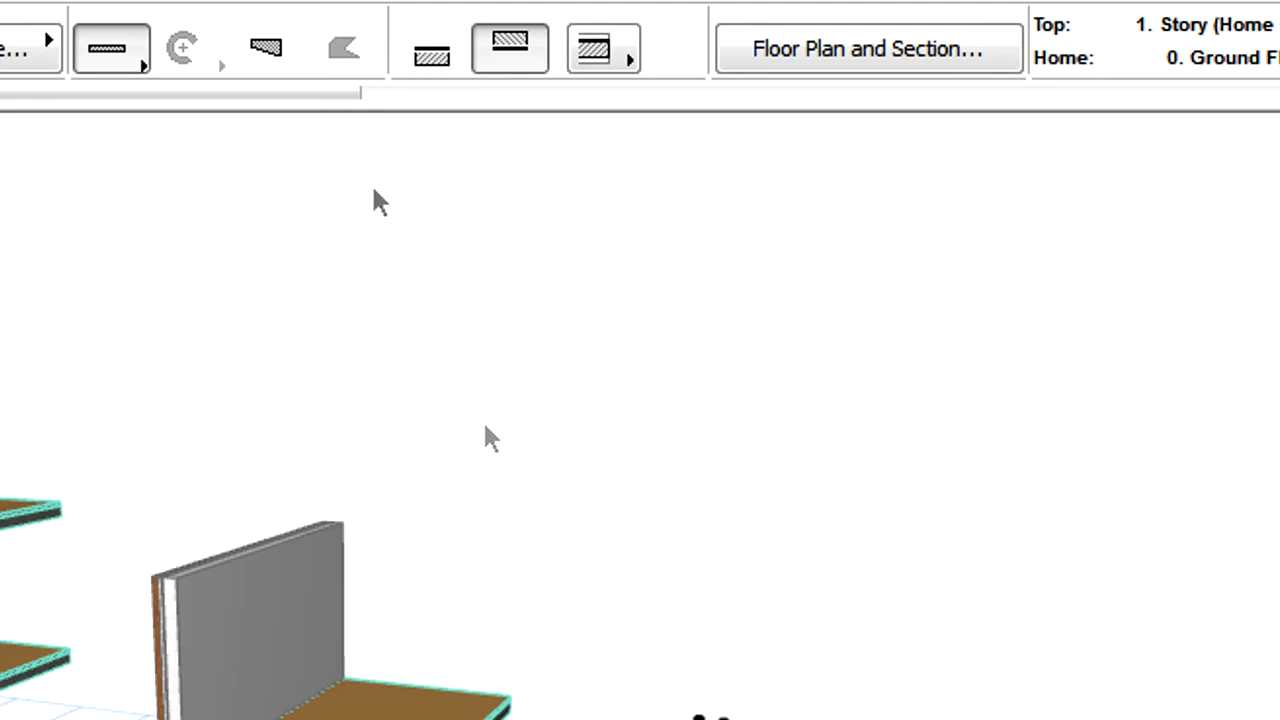 e...
Floor Plan and Section...
Top: 1. Story (Home
Home: 0. Ground Fl